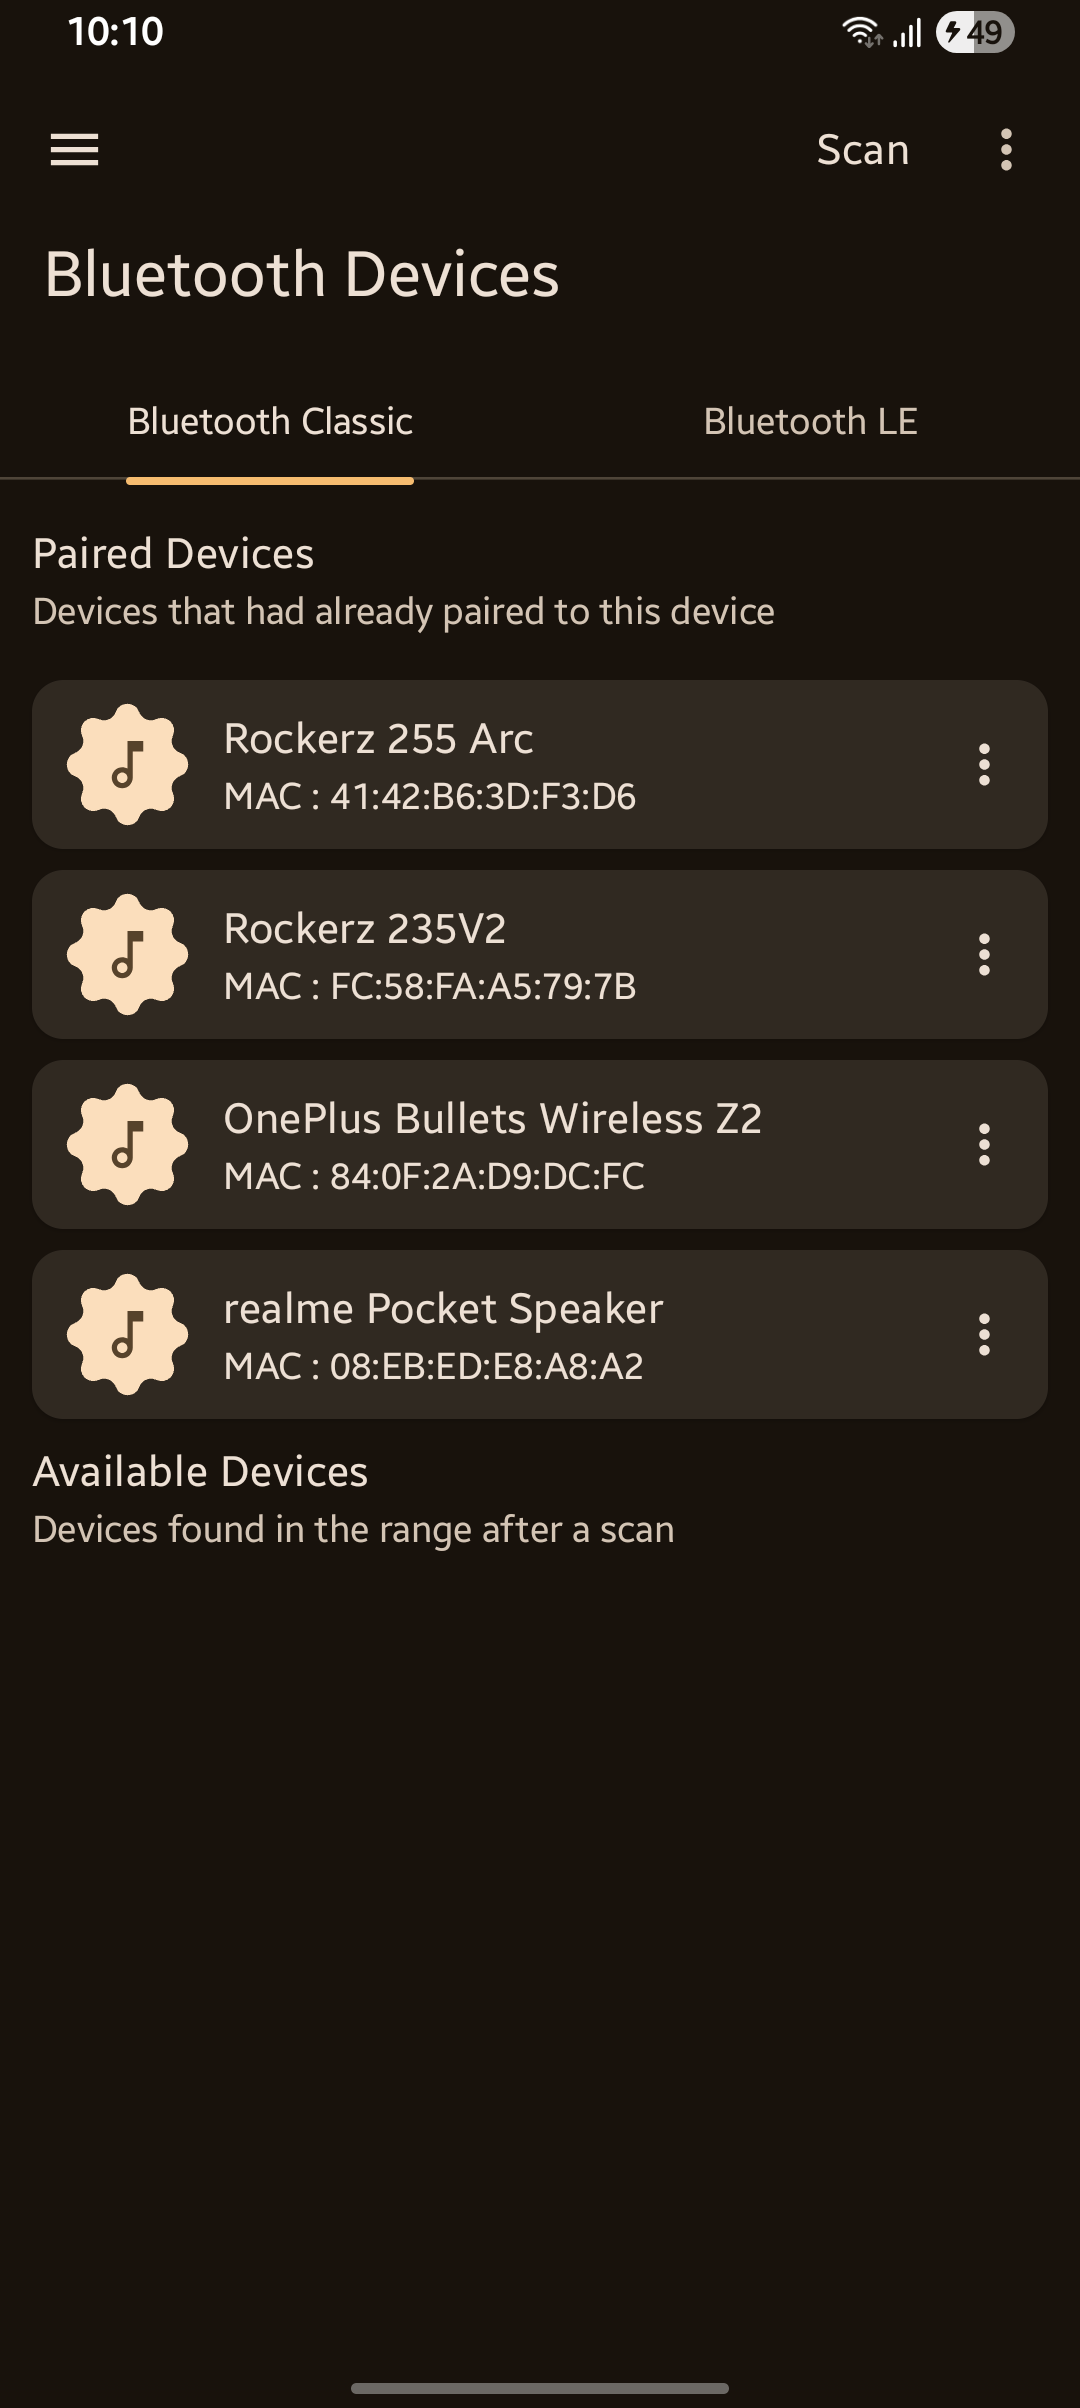 10:10
49
Scan
Bluetooth Devices
Bluetooth Classic
Bluetooth LE
Paired Devices
Devices that had already paired to this device
Rockerz 255 Arc
MAC : 41:42:B6:3D:F3:D6
Rockerz 235V2
MAC : FC:58:FA:A5:79:7B
OnePlus Bullets Wireless Z2
MAC : 84:0F:2A:D9:DC:FC
realme Pocket Speaker
MAC : 08:EB:ED:E8:A8:A2
Available Devices
Devices found in the range after a scan